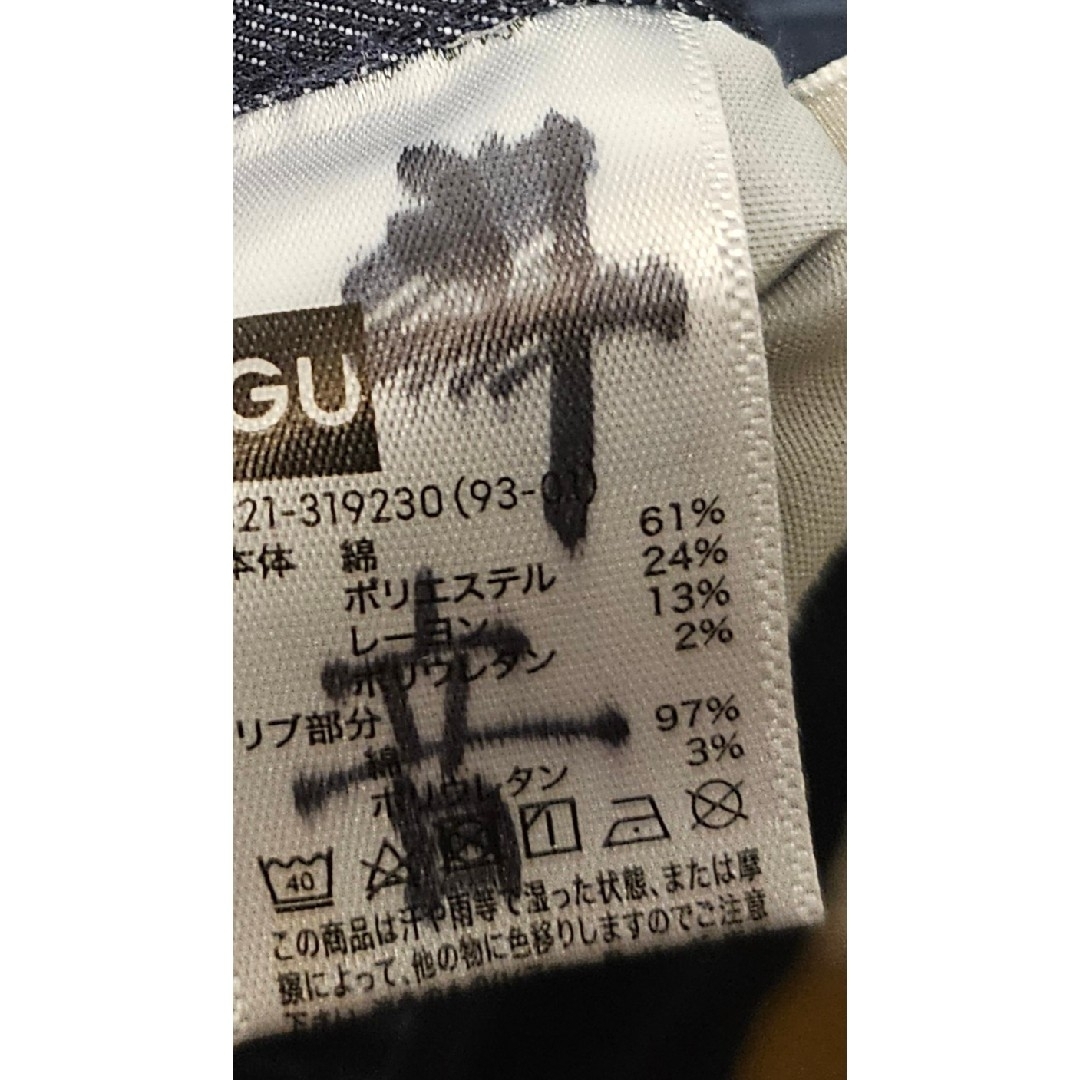 GU
21-319230(93-01)
本体 綿 61%
ポリエステル 24%
レーヨン 13%
ポリウレタン 2%
リブ部分
綿 97%
ポリウレタン 3%
40
この商品は汗や雨等で湿った状態、または摩
擦によって、他の物に色移りしますのでご注意
下さい